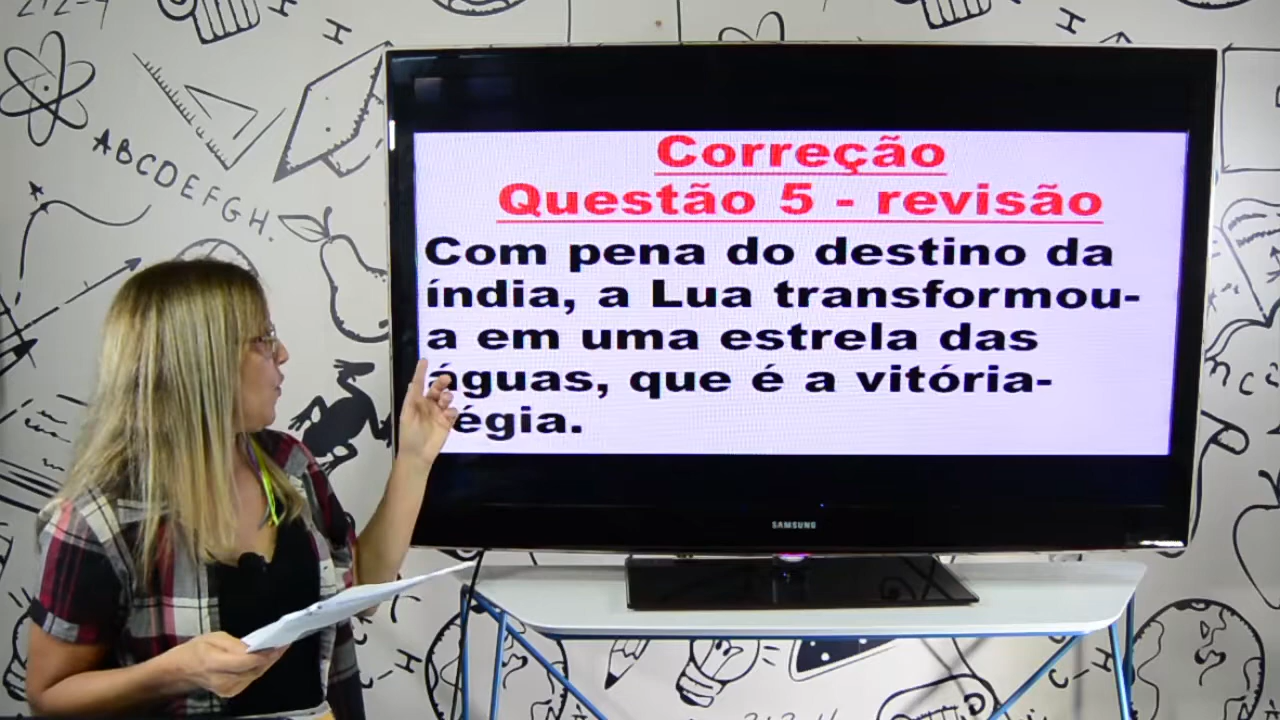 ABCDEFGH.
Correção
Questão 5 - revisão
Com pena do destino da
índia, a Lua transformou-
a em uma estrela das
águas, que é a vitória-
égia.
SAMSUNG